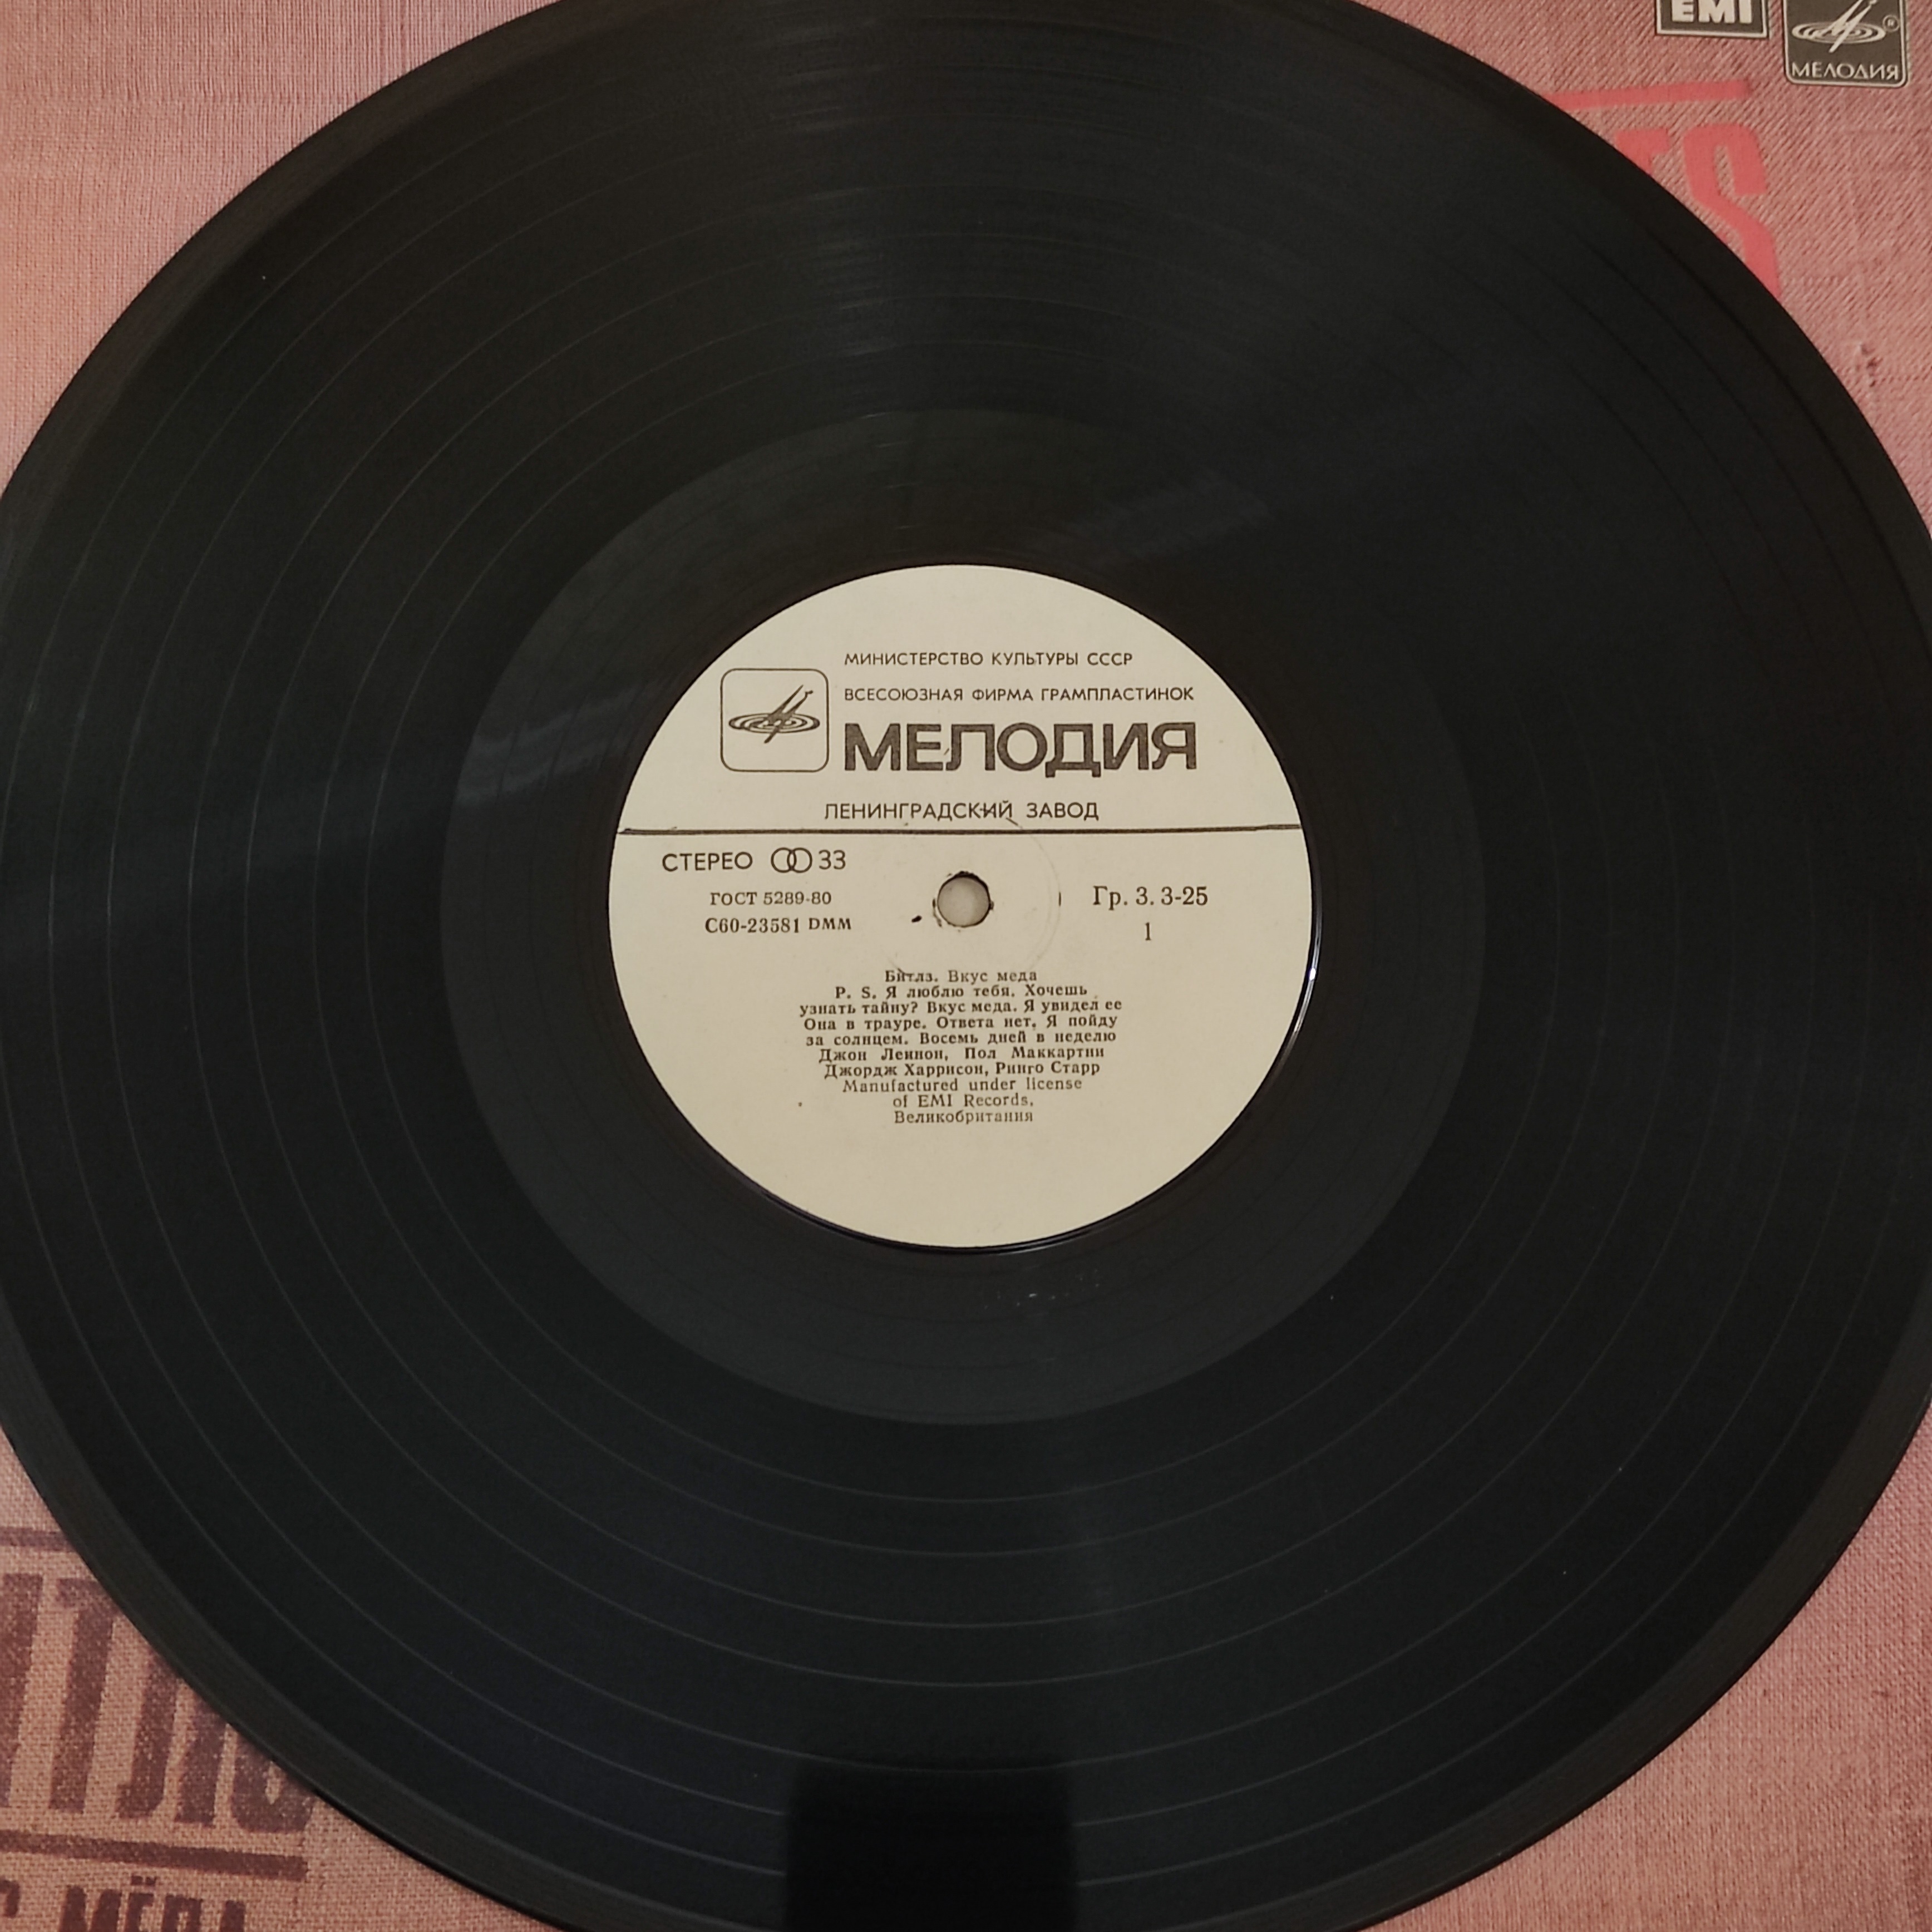 EMI
МЕЛОДИЯ
МИНИСТЕРСТВО КУЛЬТУРЫ СССР
ВСЕСОЮЗНАЯ ФИРМА ГРАМПЛАСТИНОК
МЕЛОДИЯ
ЛЕНИНГРАДСКИЙ ЗАВОД
СТЕРЕО 33
ГОСТ 5289-80
С60-23581 DMM
Гр. 3. 3-25
1
Битлз. Вкус меда
P. S. Я люблю тебя. Хочешь
узнать тайну? Вкус меда. Я увидел ее
Она в трауре. Ответа нет. Я пойду
за солнцем. Восемь дней в неделю
Джон Леннон, Пол Маккартни
Джордж Харрисон, Ринго Старр
Manufactured under license
of EMI Records,
Великобритания